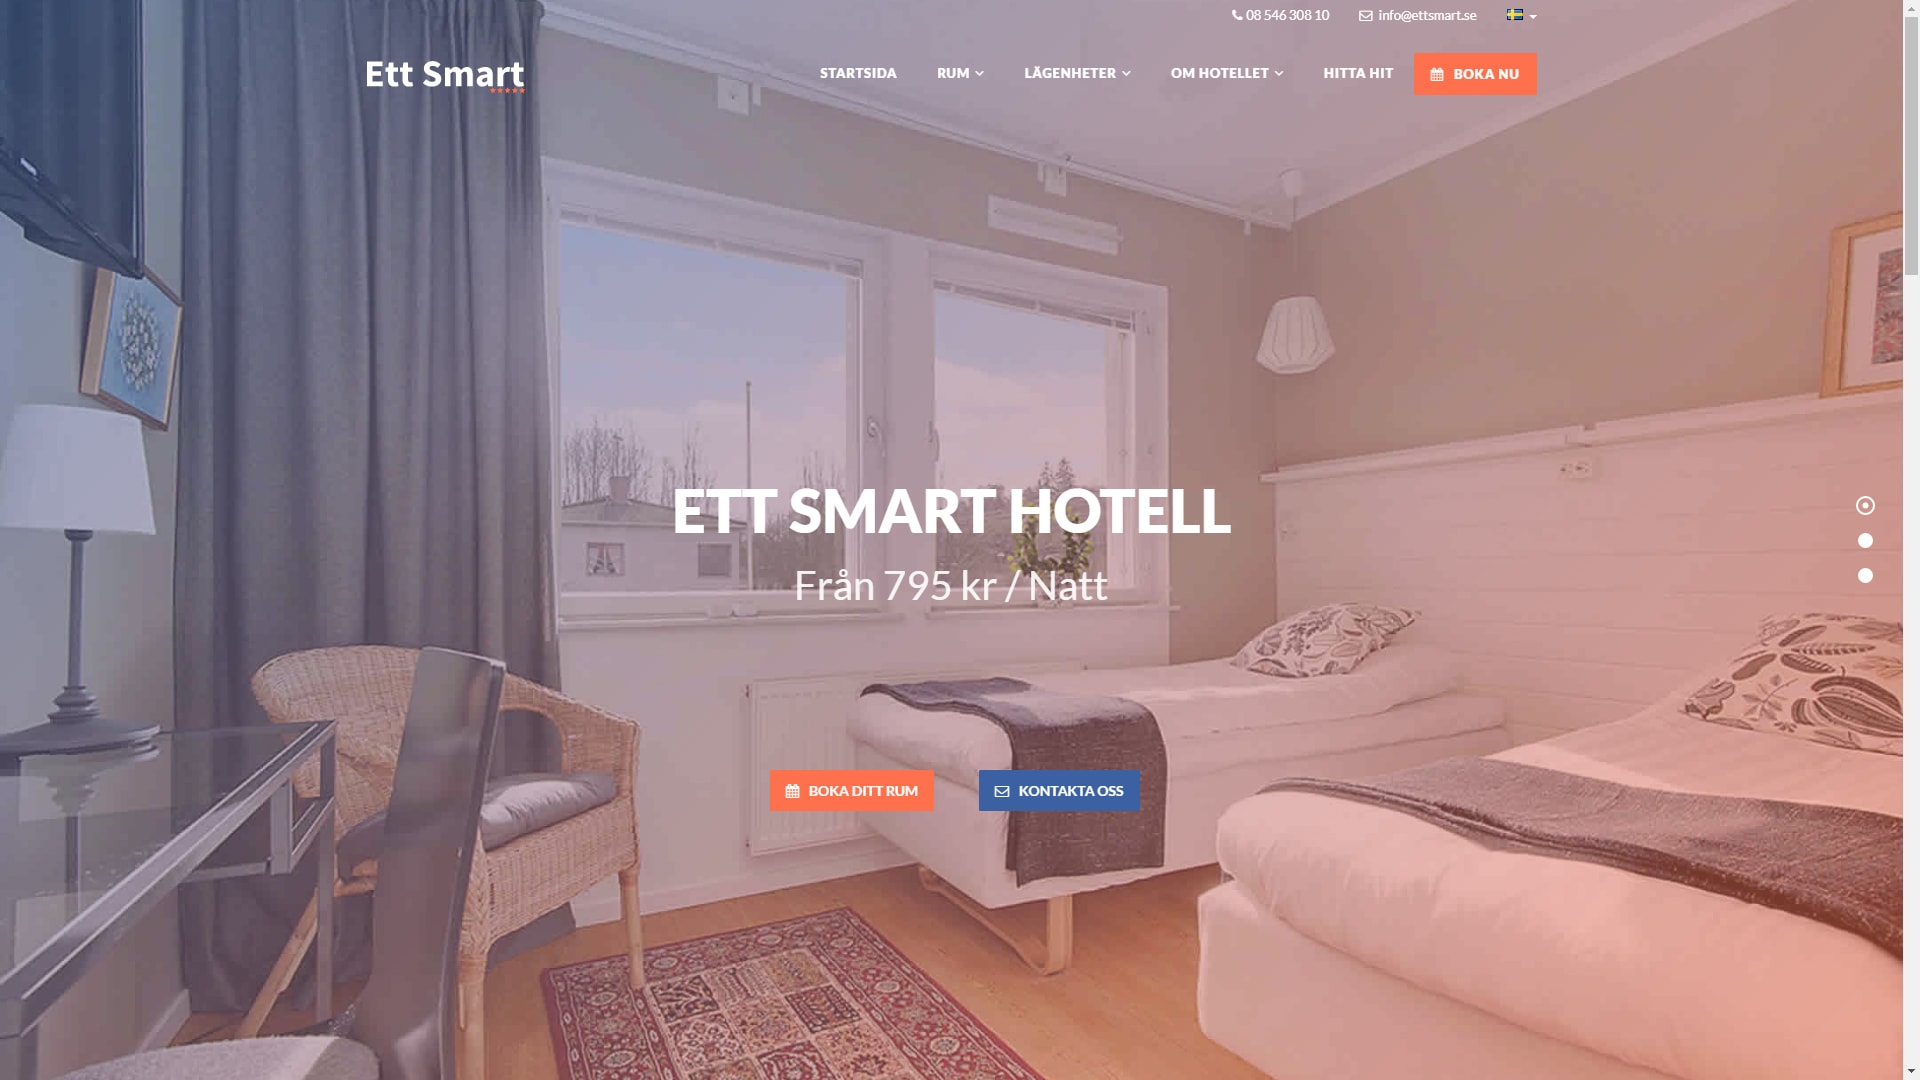 08 546 308 10
info@ettsmart.se
Ett Smart
STARTSIDA
RUM
LÄGENHETER
OM HOTELLET
HITTA HIT
BOKA NU
ETT SMART HOTELL
Från 795 kr / Natt
BOKA DITT RUM
KONTAKTA OSS